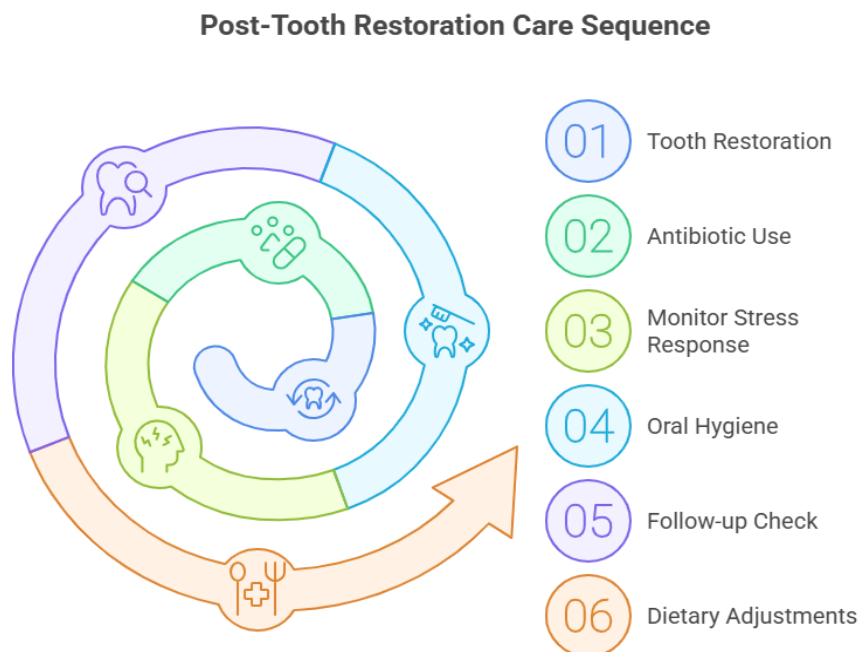 Post-Tooth Restoration Care Sequence
01
Tooth Restoration
02
Antibiotic Use
03
Monitor Stress
Response
04
Oral Hygiene
05
Follow-up Check
06
Dietary Adjustments